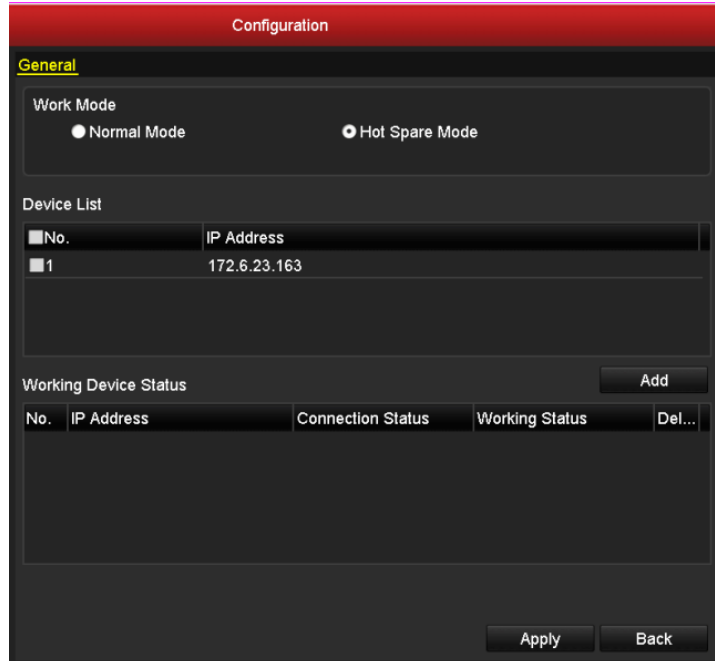 Configuration
General
Work Mode
Normal Mode Hot Spare Mode
Device List
No. IP Address
1 172.6.23.163
Add
Working Device Status
No. IP Address Connection Status Working Status Del...
Apply Back